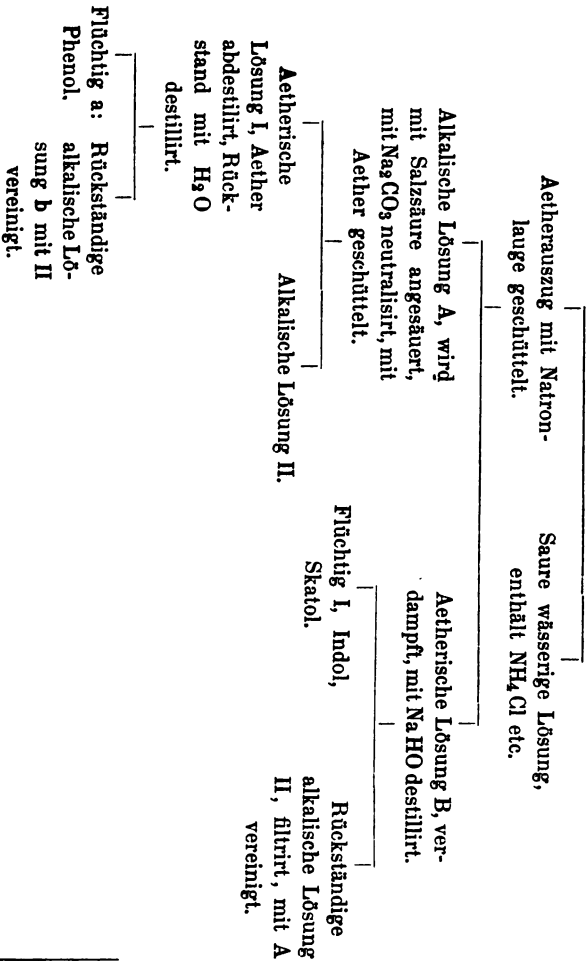 Aetherauszug mit Natron-
lauge geschüttelt.
Saure wässerige Lösung,
enthält NH₄Cl etc.
Alkalische Lösung A, wird
mit Salzsäure angesäuert,
mit Na₂CO₃ neutralisirt, mit
Aether geschüttelt.
Aetherische Lösung B, ver-
dampft, mit NaHO destillirt.
Aetherische
Lösung I, Aether
abdestilirt, Rück-
stand mit H₂O
destillirt.
Alkalische Lösung II.
Flüchtig I, Indol,
Skatol.
Rückständige
alkalische Lösung
II, filtrirt, mit A
vereinigt.
Flüchtig a:
Phenol.
Rückständige
alkalische Lö-
sung b mit II
vereinigt.